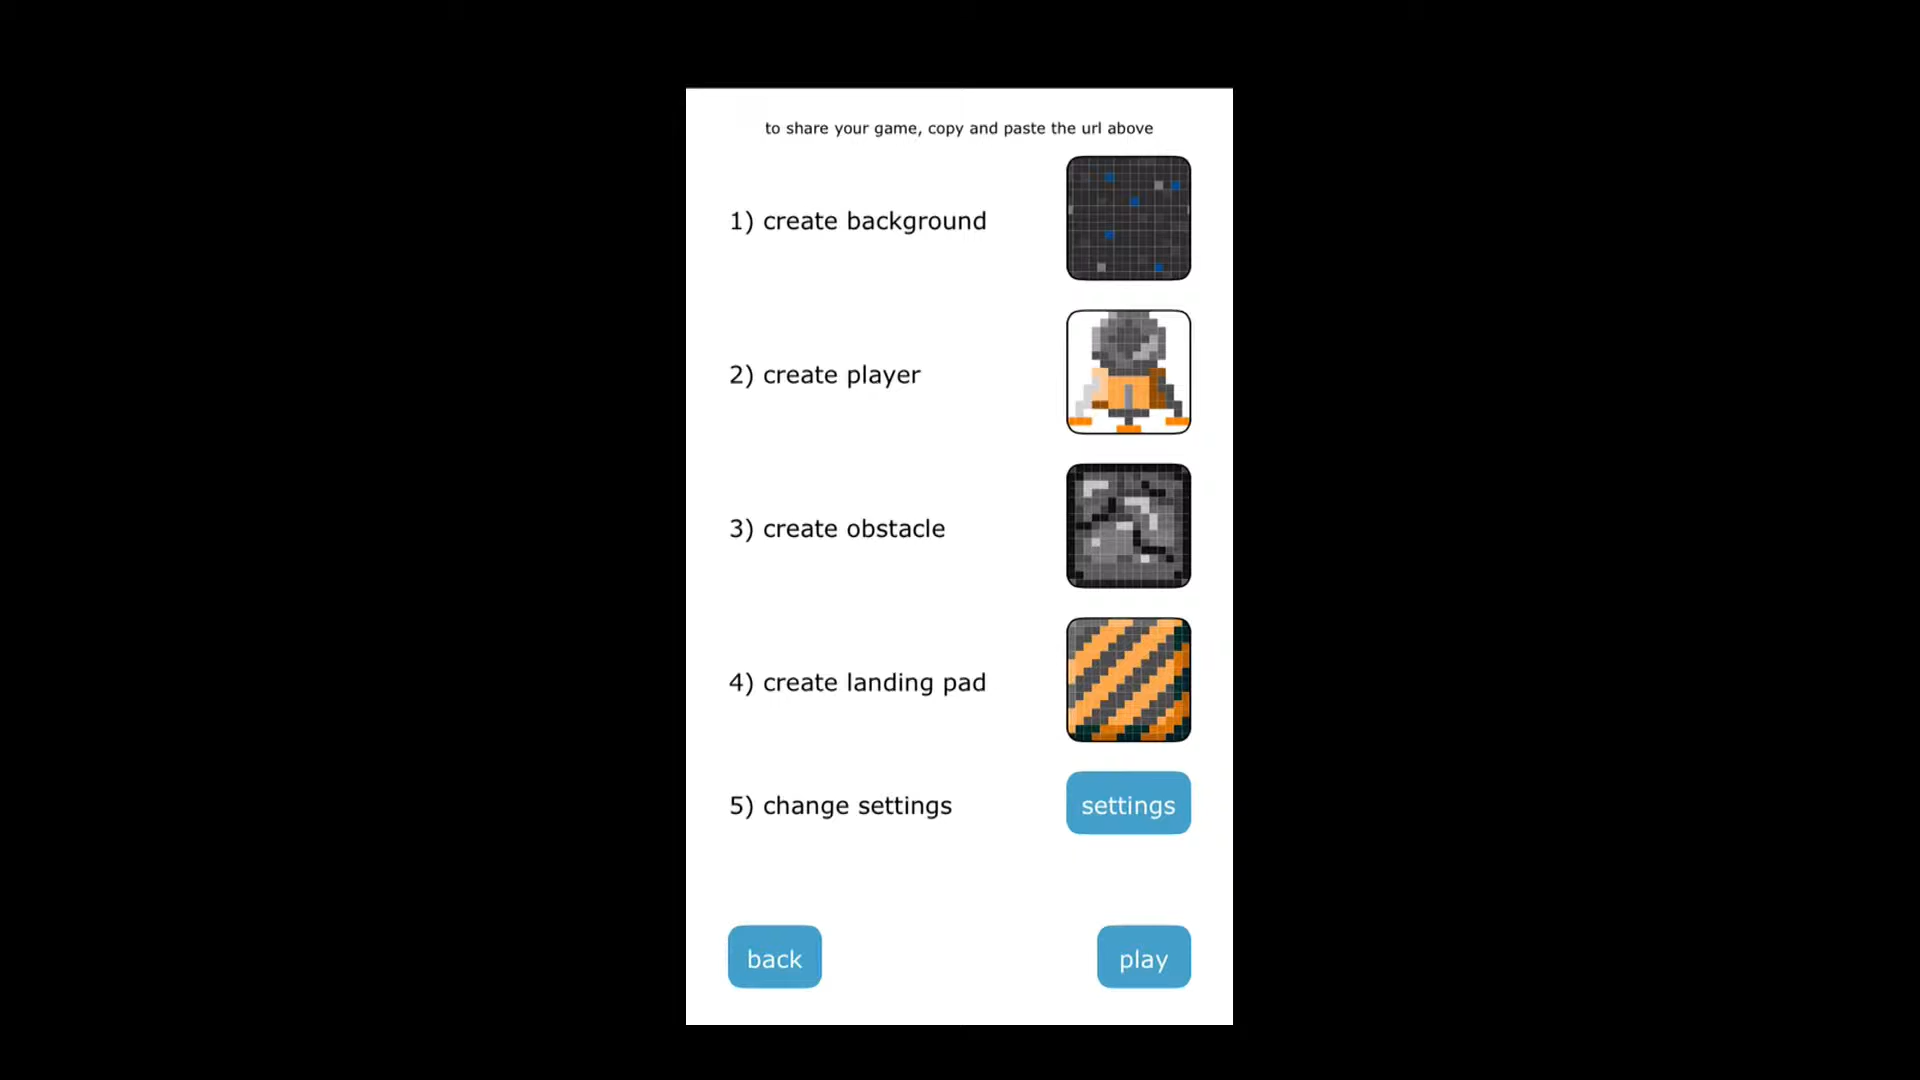 to share your game, copy and paste the url above
1) create background
2) create player
3) create obstacle
4) create landing pad
5) change settings
settings
back
play